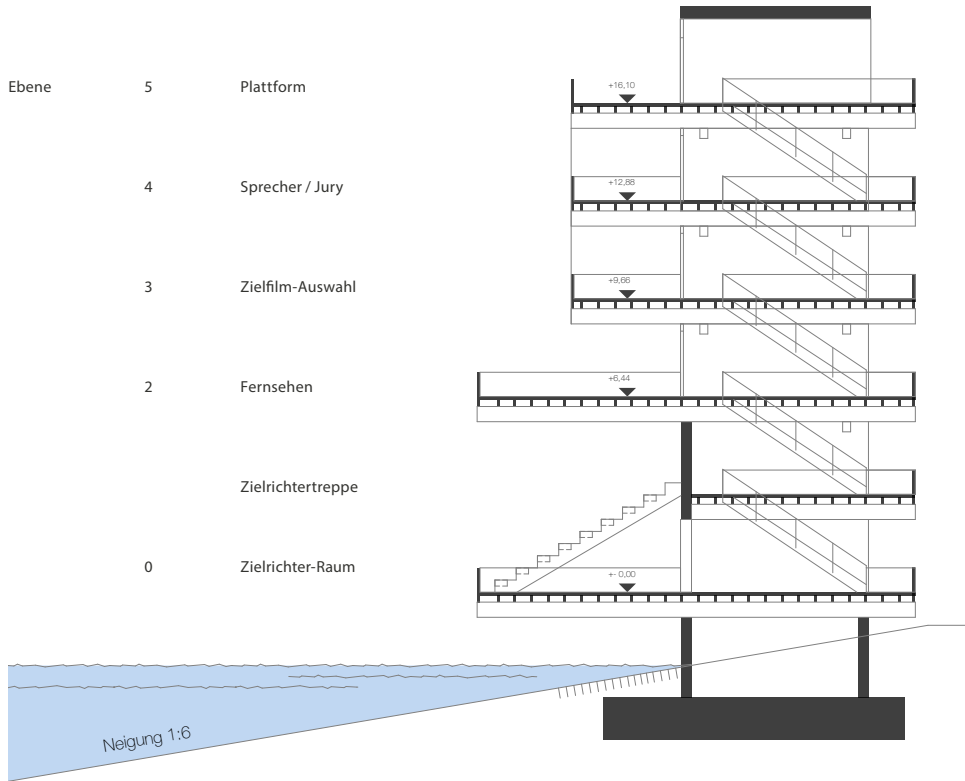 Ebene 5 Plattform +16,10
4 Sprecher / Jury +12,88
3 Zielfilm-Auswahl +9,66
2 Fernsehen +6,44
Zielrichtertreppe
0 Zielrichter-Raum +- 0,00
Neigung 1:6